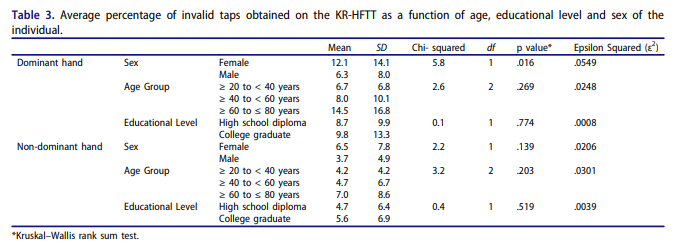 Table 3. Average percentage of invalid taps obtained on the KR-HFTT as a function of age, educational level and sex of the
individual.
Mean SD Chi- squared df p value* Epsilon Squared (ε²)
Dominant hand Sex Female 12.1 14.1 5.8 1 .016 .0549
Male 6.3 8.0
Age Group ≥ 20 to < 40 years 6.7 6.8 2.6 2 .269 .0248
≥ 40 to < 60 years 8.0 10.1
≥ 60 to ≤ 80 years 14.5 16.8
Educational Level High school diploma 8.7 9.9 0.1 1 .774 .0008
College graduate 9.8 13.3
Non-dominant hand Sex Female 6.5 7.8 2.2 1 .139 .0206
Male 3.7 4.9
Age Group ≥ 20 to < 40 years 4.2 4.2 3.2 2 .203 .0301
≥ 40 to < 60 years 4.7 6.7
≥ 60 to ≤ 80 years 7.0 8.6
Educational Level High school diploma 4.7 6.4 0.4 1 .519 .0039
College graduate 5.6 6.9
*Kruskal–Wallis rank sum test.